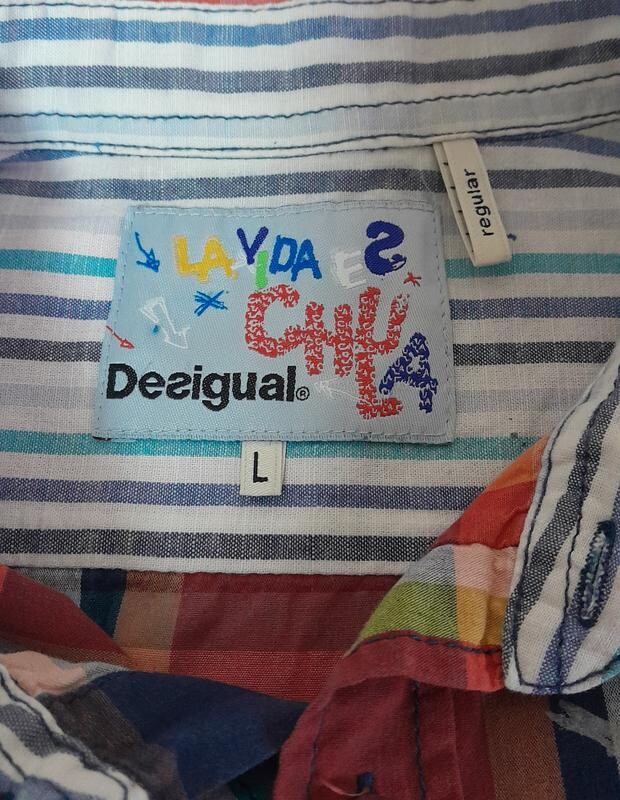 regular
LA VIDA ES
CHULA
Desigual®
L